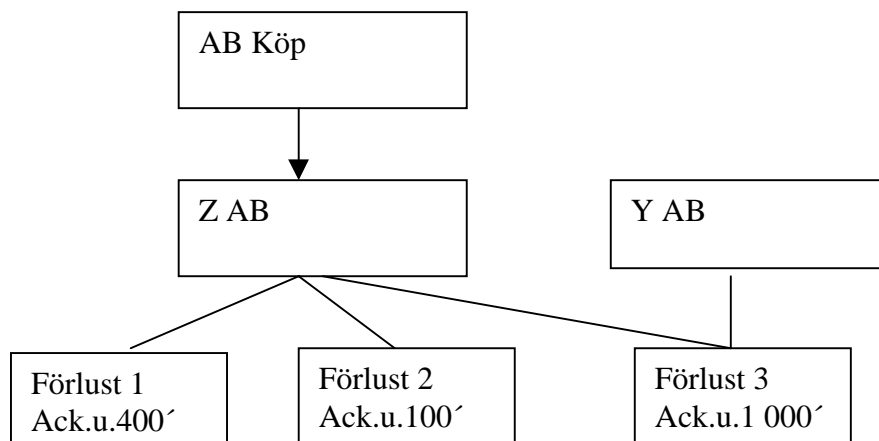 AB Köp
Z AB
Y AB
Förlust 1
Ack.u.400´
Förlust 2
Ack.u.100´
Förlust 3
Ack.u.1 000´